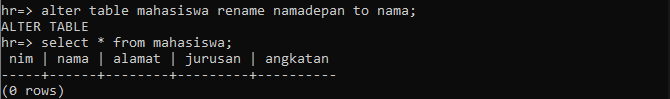 hr=> alter table mahasiswa rename namadepan to nama;
ALTER TABLE
hr=> select * from mahasiswa;
 nim | nama | alamat | jurusan | angkatan
-----+------+--------+---------+----------
(0 rows)